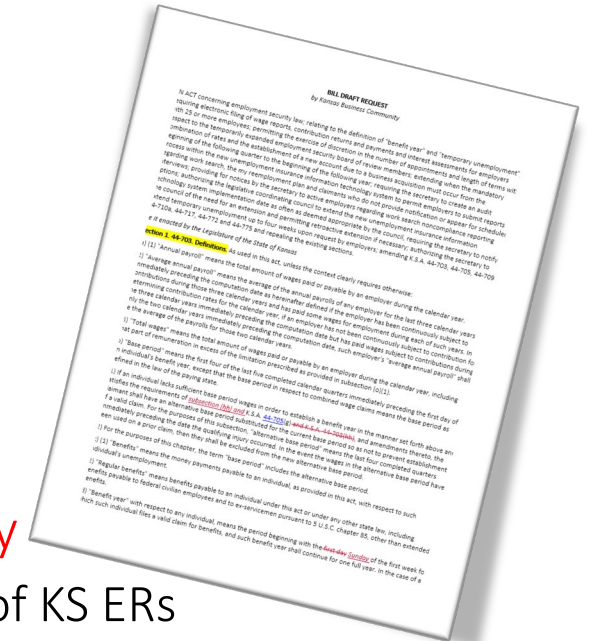 BILL DRAFT REQUEST
by Kansas Business Community
N ACT concerning employment security law; relating to the definition of "benefit year" and "temporary unemployment"
requiring electronic filing of wage reports, contribution returns and payments and interest assessments for employers
ith 25 or more employees; permitting the exercise of discretion in the number of appointments and length of terms wit
espect to the temporarily expanded employment security board of review members; extending when the mandatory
ombination of rates and the establishment of a new account due to a business acquisition must occur from the
eginning of the following quarter to the beginning of the following year; requiring the secretary to create an audit
rocess within the new unemployment insurance information technology system to permit employers to submit reports
egarding work search, the my reemployment plan and claimants who do not provide notification or appear for schedule
terviews; providing for notices by the secretary to active employers regarding work search noncompliance reporting
ptions; authorizing the legislative coordinating council to extend the new unemployment insurance information
chnology system implementation date as often as deemed appropriate by the council; requiring the secretary to notify
e council of the need for an extension and permitting retroactive extension if necessary; authorizing the secretary to
xtend temporary unemployment up to four weeks upon request by employers; amending K.S.A. 44-703, 44-705, 44-709
4-710a, 44-717, 44-772 and 44-775 and repealing the existing sections.
e it enacted by the Legislature of the State of Kansas
ection 1. 44-703. Definitions. As used in this act, unless the context clearly requires otherwise:
) (1) "Annual payroll" means the total amount of wages paid or payable by an employer during the calendar year.
) "Average annual payroll" means the average of the annual payrolls of any employer for the last three calendar years
mmediately preceding the computation date as hereinafter defined if the employer has been continuously subject to
ontributions during those three calendar years and has paid some wages for employment during each of such years. In
etermining contribution rates for the calendar year, if an employer has not been continuously subject to contribution fo
e three calendar years immediately preceding the computation date but has paid wages subject to contributions during
nly the two calendar years immediately preceding the computation date, such employer's "average annual payroll" shall
e the average of the payrolls for those two calendar years.
) "Total wages" means the total amount of wages paid or payable by an employer during the calendar year, including
at part of remuneration in excess of the limitation prescribed as provided in subsection (o)(1).
) "Base period" means the first four of the last five completed calendar quarters immediately preceding the first day of
n individual's benefit year, except that the base period in respect to combined wage claims means the base period as
efined in the law of the paying state.
) If an individual lacks sufficient base period wages in order to establish a benefit year in the manner set forth above an
atisfies the requirements of subsection (hh) and K.S.A. 44-705(g) and K.S.A. 44-703(hh), and amendments thereto, the
aimant shall have an alternative base period substituted for the current base period so as not to prevent establishment
f a valid claim. For the purposes of this subsection, "alternative base period" means the last four completed quarters
mmediately preceding the date the qualifying injury occurred. In the event the wages in the alternative base period have
een used on a prior claim, then they shall be excluded from the new alternative base period.
) For the purposes of this chapter, the term "base period" includes the alternative base period.
) (1) "Benefits" means the money payments payable to an individual, as provided in this act, with respect to such
dividual's unemployment.
) "Regular benefits" means benefits payable to an individual under this act or under any other state law, including
enefits payable to federal civilian employees and to ex-servicemen pursuant to 5 U.S.C. Chapter 85, other than extended
enefits.
) "Benefit year" with respect to any individual, means the period beginning with the first day Sunday of the first week fo
hich such individual files a valid claim for benefits, and such benefit year shall continue for one full year. In the case of a
y
of KS ERs